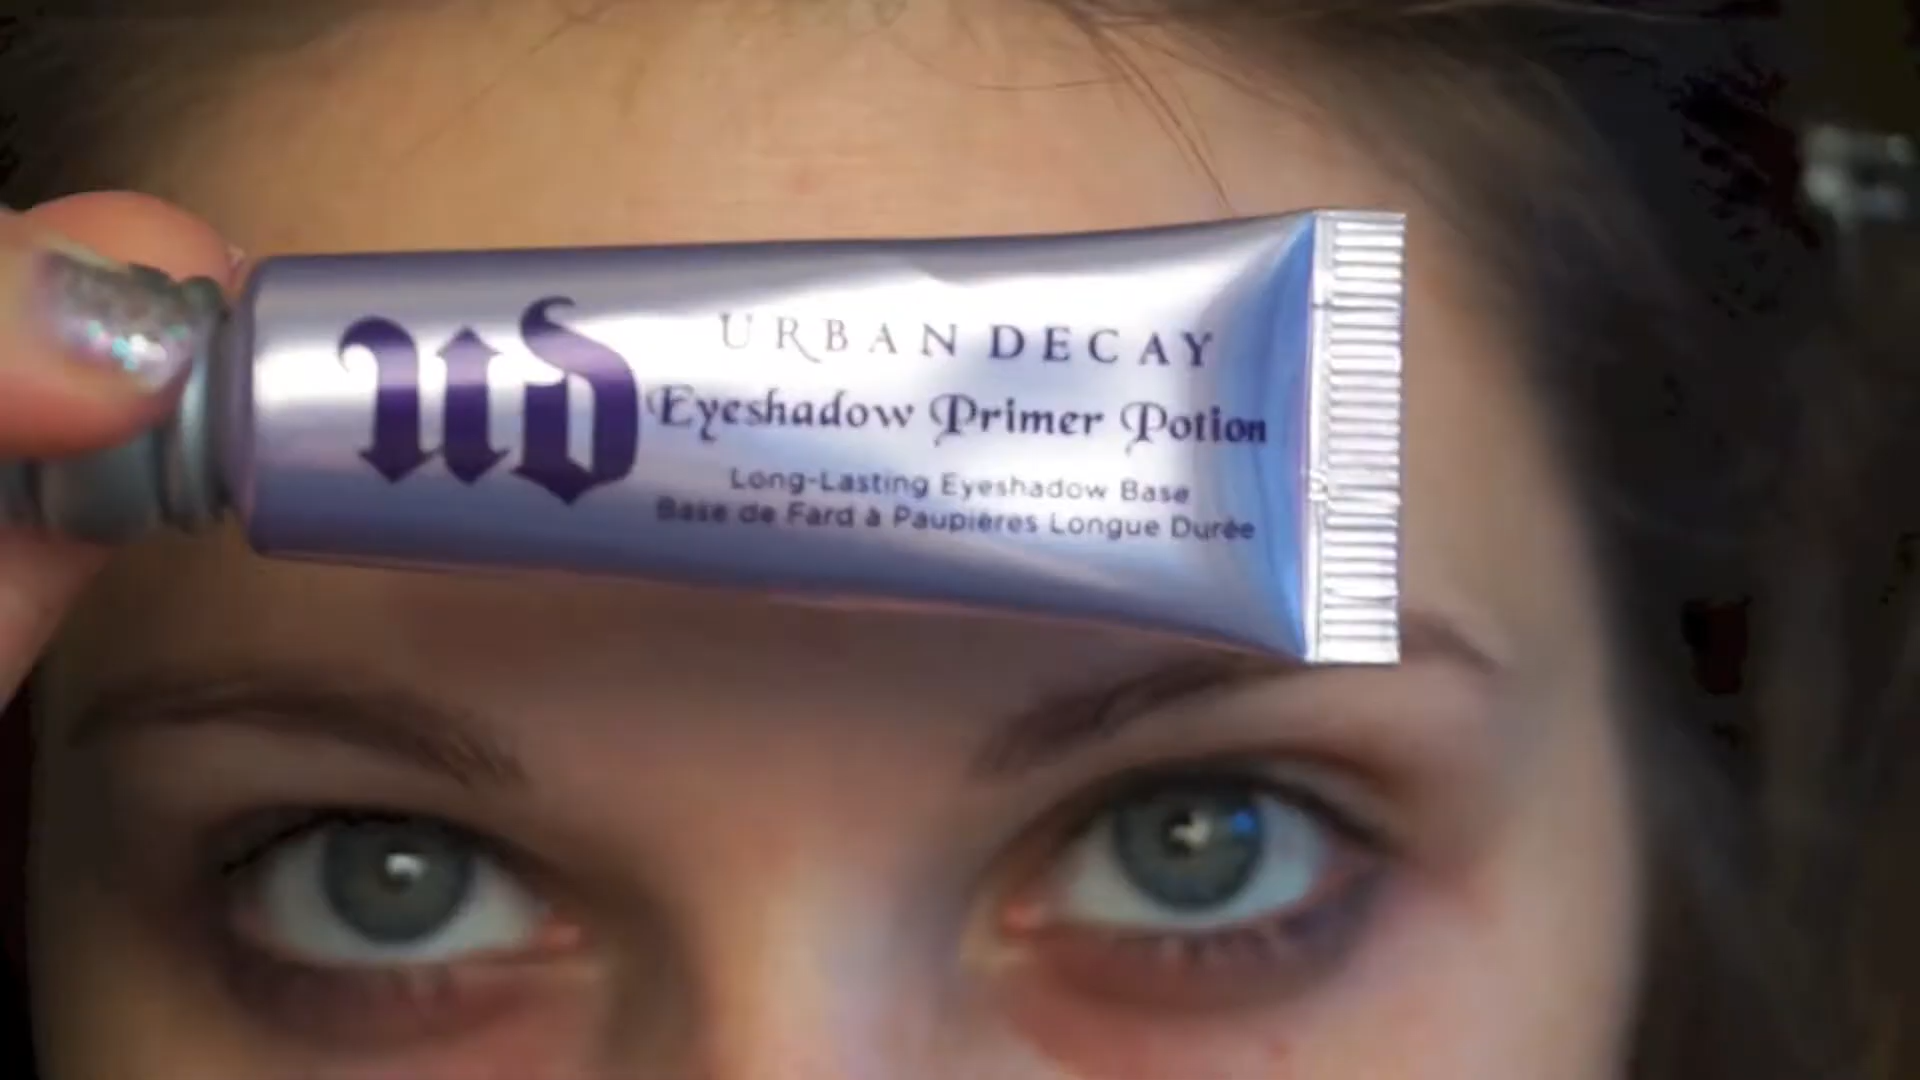 UD
URBAN DECAY
Eyeshadow Primer Potion
Long-Lasting Eyeshadow Base
Base de Fard à Paupières Longue Durée